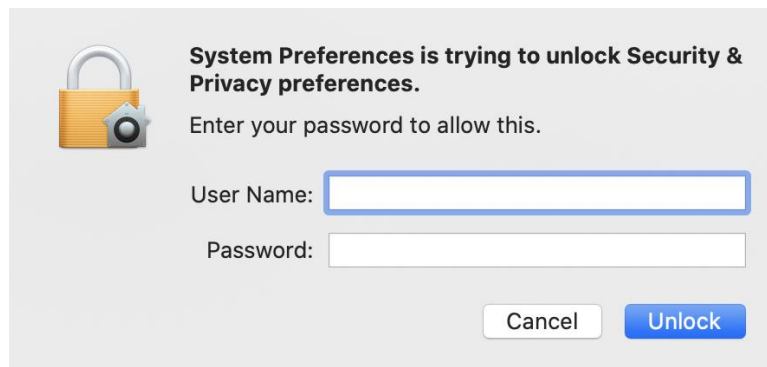 System Preferences is trying to unlock Security &
Privacy preferences.
Enter your password to allow this.
User Name:
Password:
Cancel Unlock